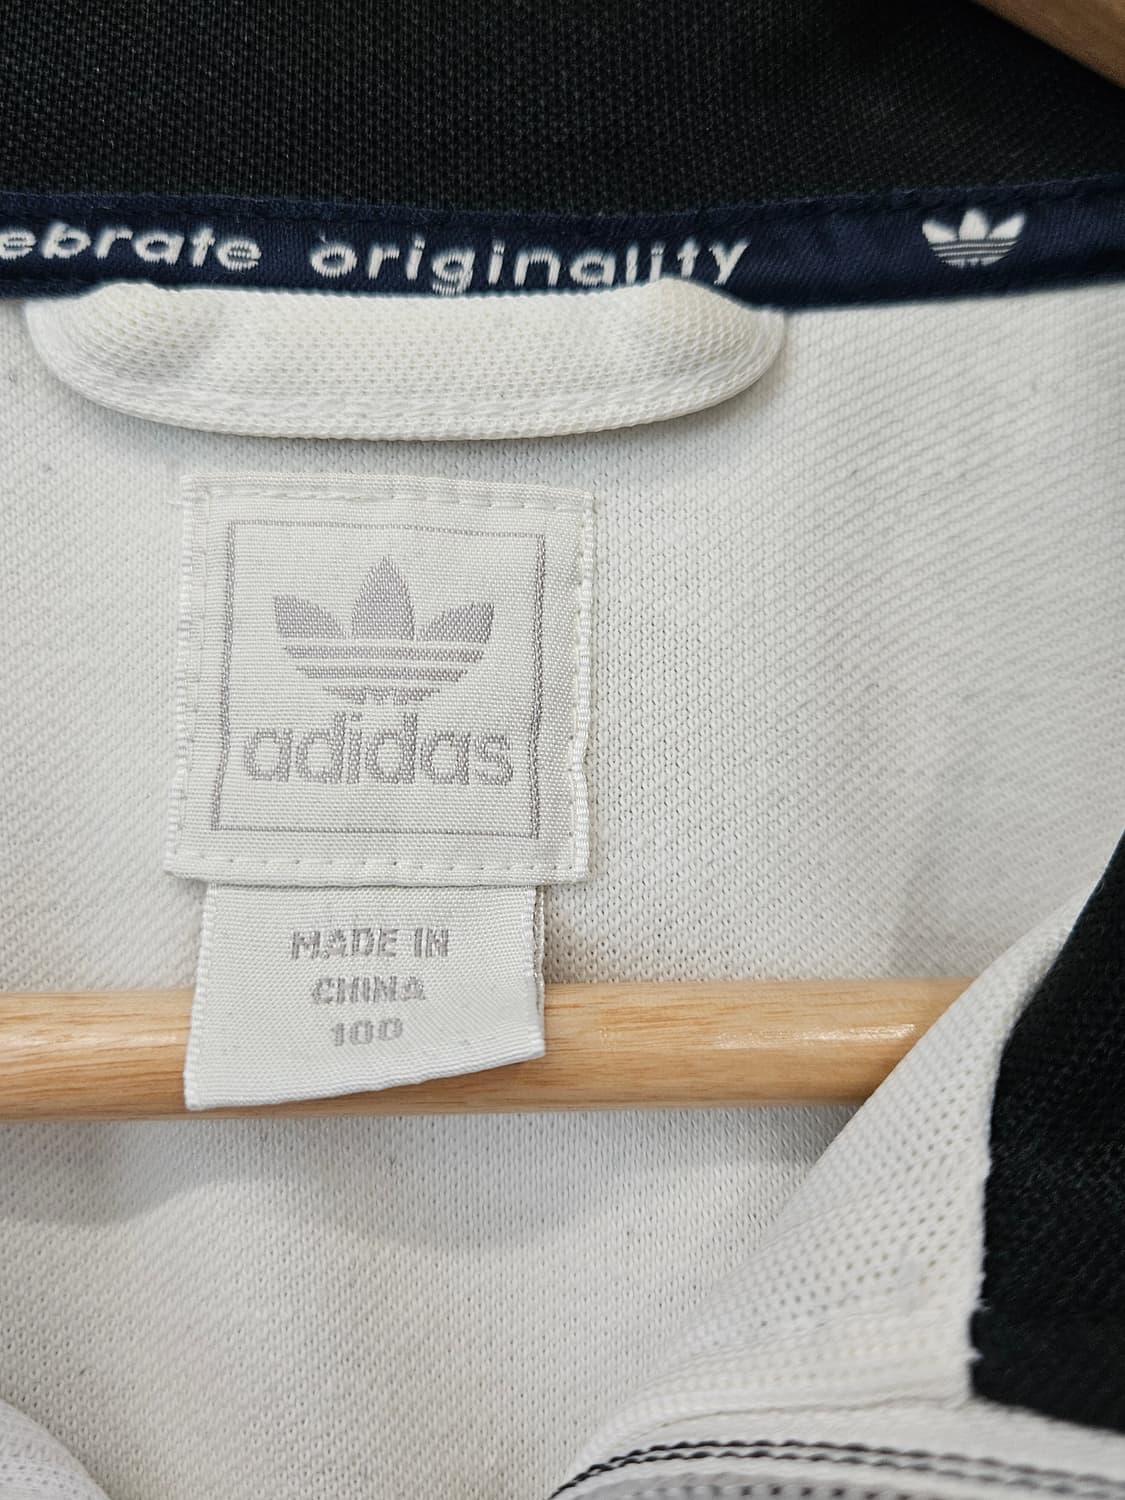 ebrate originality
adidas
MADE IN
CHINA
100